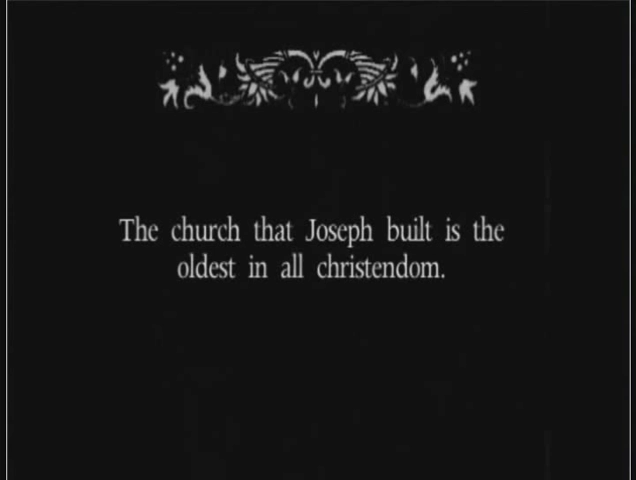 The church that Joseph built is the
oldest in all christendom.